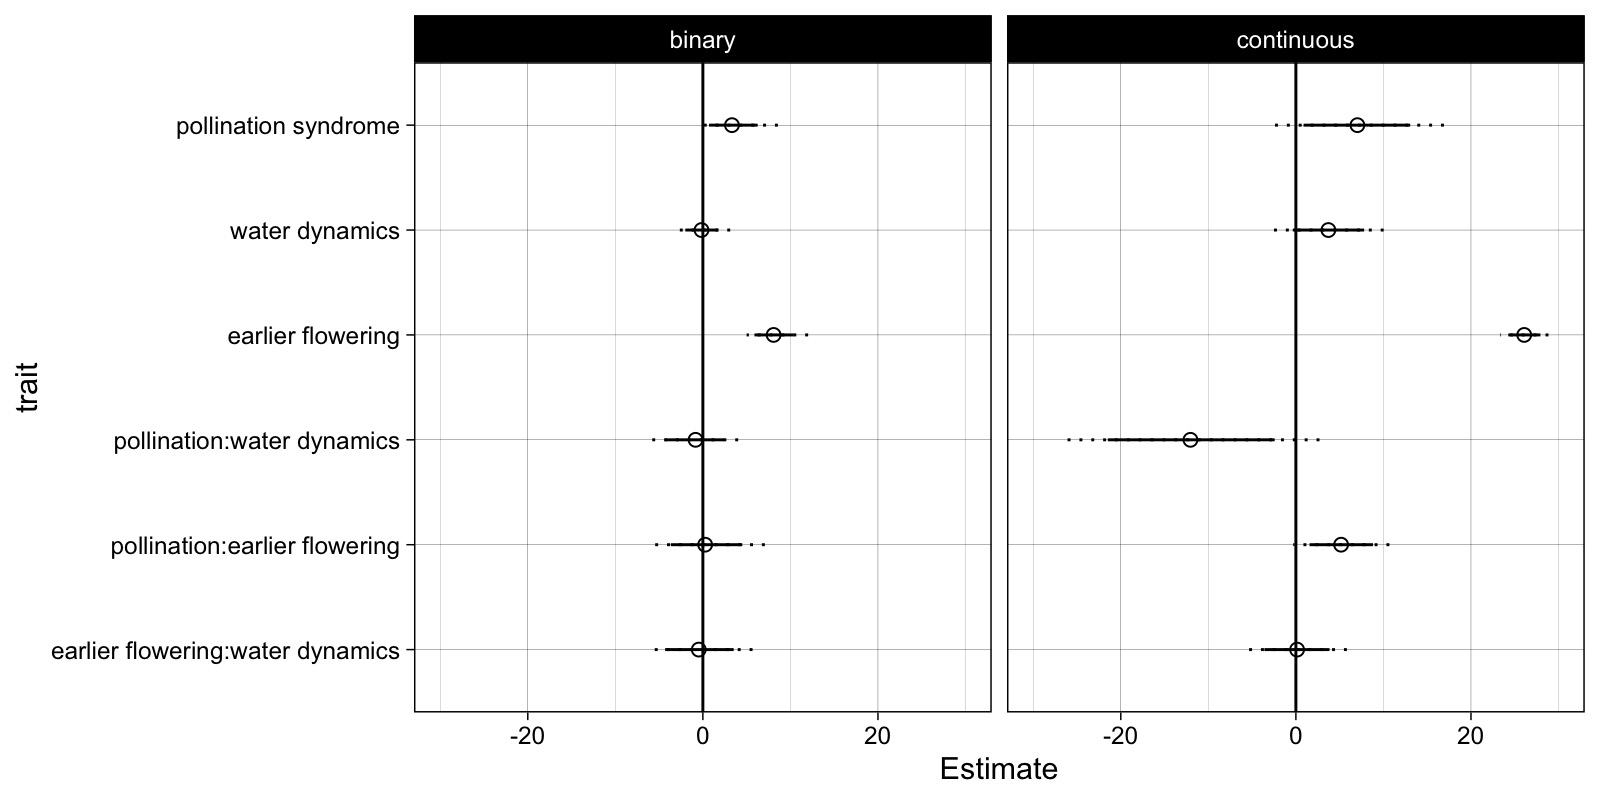 binary
continuous
trait
pollination syndrome
water dynamics
earlier flowering
pollination:water dynamics
pollination:earlier flowering
earlier flowering:water dynamics
-20
0
20
-20
0
20
Estimate